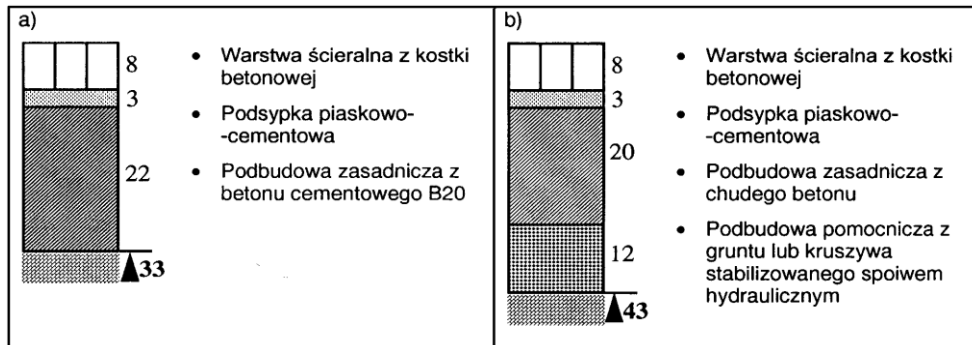 a)
8
3
22
33
• Warstwa ścieralna z kostki
betonowej
• Podsypka piaskowo-
-cementowa
• Podbudowa zasadnicza z
betonu cementowego B20
b)
8
3
20
12
43
• Warstwa ścieralna z kostki
betonowej
• Podsypka piaskowo-
-cementowa
• Podbudowa zasadnicza z
chudego betonu
• Podbudowa pomocnicza z
gruntu lub kruszywa
stabilizowanego spoiwem
hydraulicznym